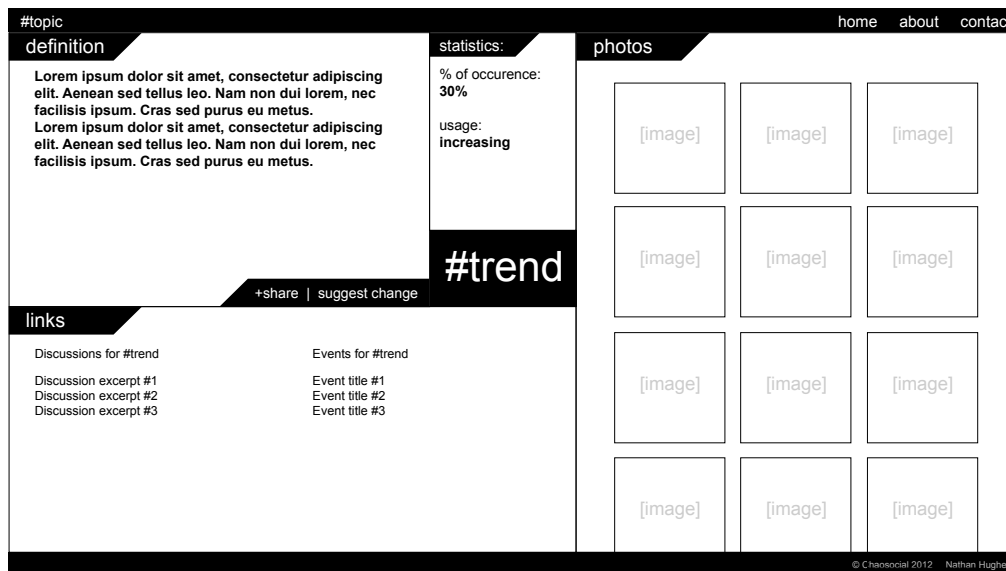 #topic
home about contac
definition
Lorem ipsum dolor sit amet, consectetur adipiscing
elit. Aenean sed tellus leo. Nam non dui lorem, nec
facilisis ipsum. Cras sed purus eu metus.
Lorem ipsum dolor sit amet, consectetur adipiscing
elit. Aenean sed tellus leo. Nam non dui lorem, nec
facilisis ipsum. Cras sed purus eu metus.
+share | suggest change
statistics:
% of occurence:
30%
usage:
increasing
#trend
links
Discussions for #trend
Discussion excerpt #1
Discussion excerpt #2
Discussion excerpt #3
Events for #trend
Event title #1
Event title #2
Event title #3
photos
[image] [image] [image]
[image] [image] [image]
[image] [image] [image]
[image] [image] [image]
© Chaosocial 2012 Nathan Hughe